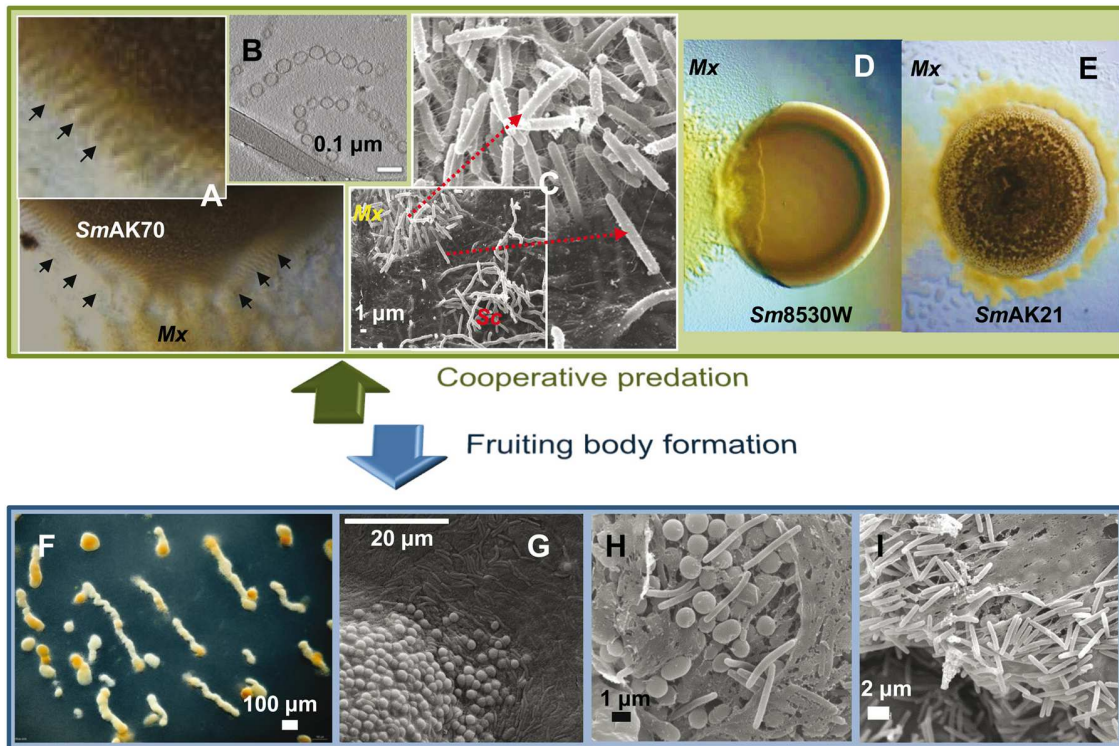 A
SmAK70
Mx
B
0.1 µm
C
Mx
1 µm
Sc
Mx
D
Sm8530W
Mx
E
SmAK21
Cooperative predation
Fruiting body formation
F
100 µm
20 µm
G
H
1 µm
I
2 µm